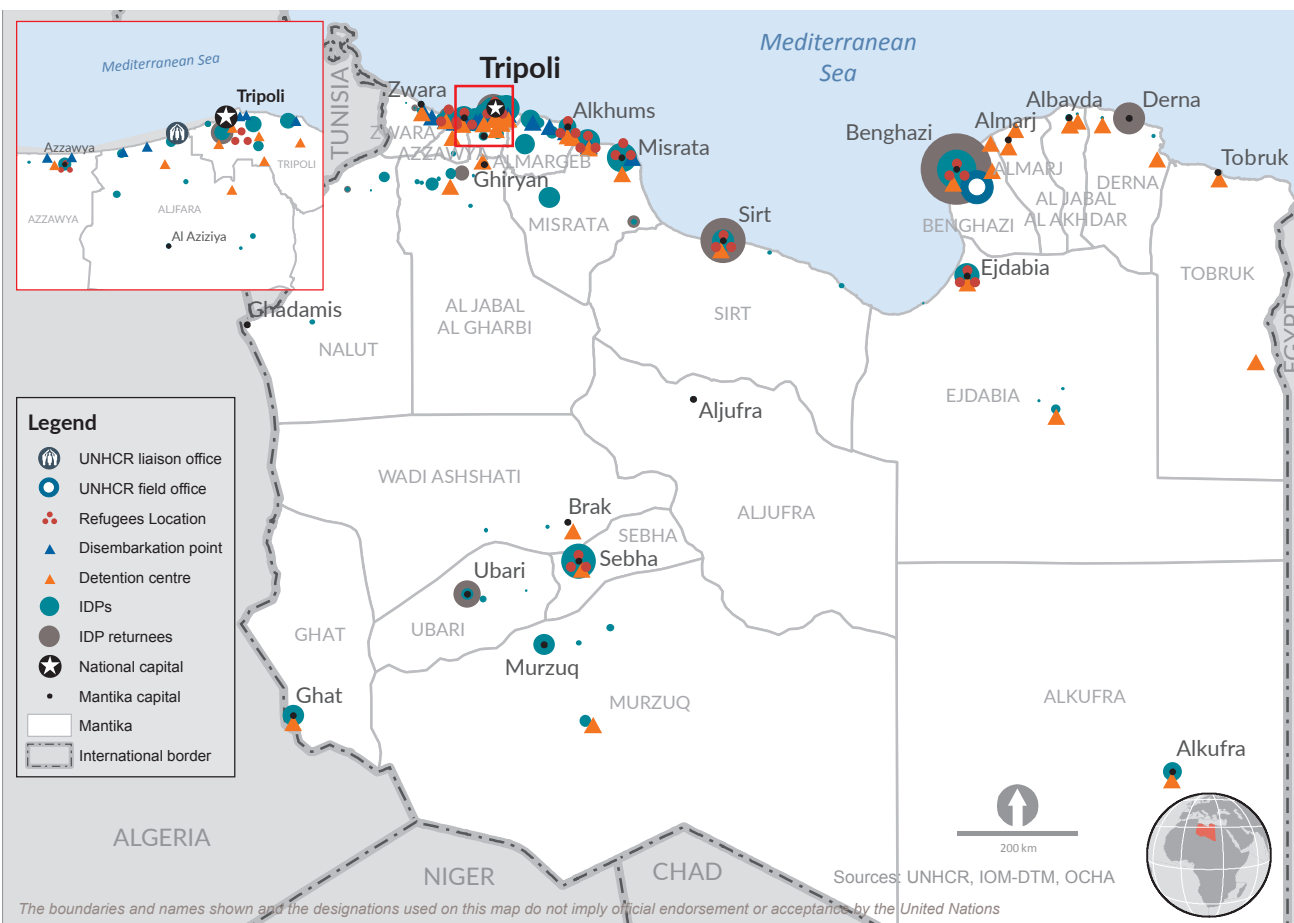 Mediterranean Sea
Tripoli
Azzawya
TRIPOLI
AZZAWYA
ALJFARA
Al Aziziya
Mediterranean
Sea
Tripoli
TUNISIA
Zwara
ZWARA
AZZAWYA
Alkhums
ALMARGEB
Misrata
Ghiryan
MISRATA
Sirt
Benghazi
Almarj
ALMARJ
Albayda
Derna
DERNA
AL JABAL
AL AKHDAR
BENGHAZI
Tobruk
TOBRUK
Ejdabia
EGYPT
Ghadamis
NALUT
AL JABAL
AL GHARBI
SIRT
EJDABIA
Aljufra
WADI ASHSHATI
Brak
SEBHA
Sebha
ALJUFRA
Ubari
UBARI
GHAT
Murzuq
MURZUQ
Ghat
ALKUFRA
Alkufra
Legend
UNHCR liaison office
UNHCR field office
Refugees Location
Disembarkation point
Detention centre
IDPs
IDP returnees
National capital
Mantika capital
Mantika
International border
ALGERIA
NIGER
CHAD
200 km
Sources: UNHCR, IOM-DTM, OCHA
The boundaries and names shown and the designations used on this map do not imply official endorsement or acceptance by the United Nations